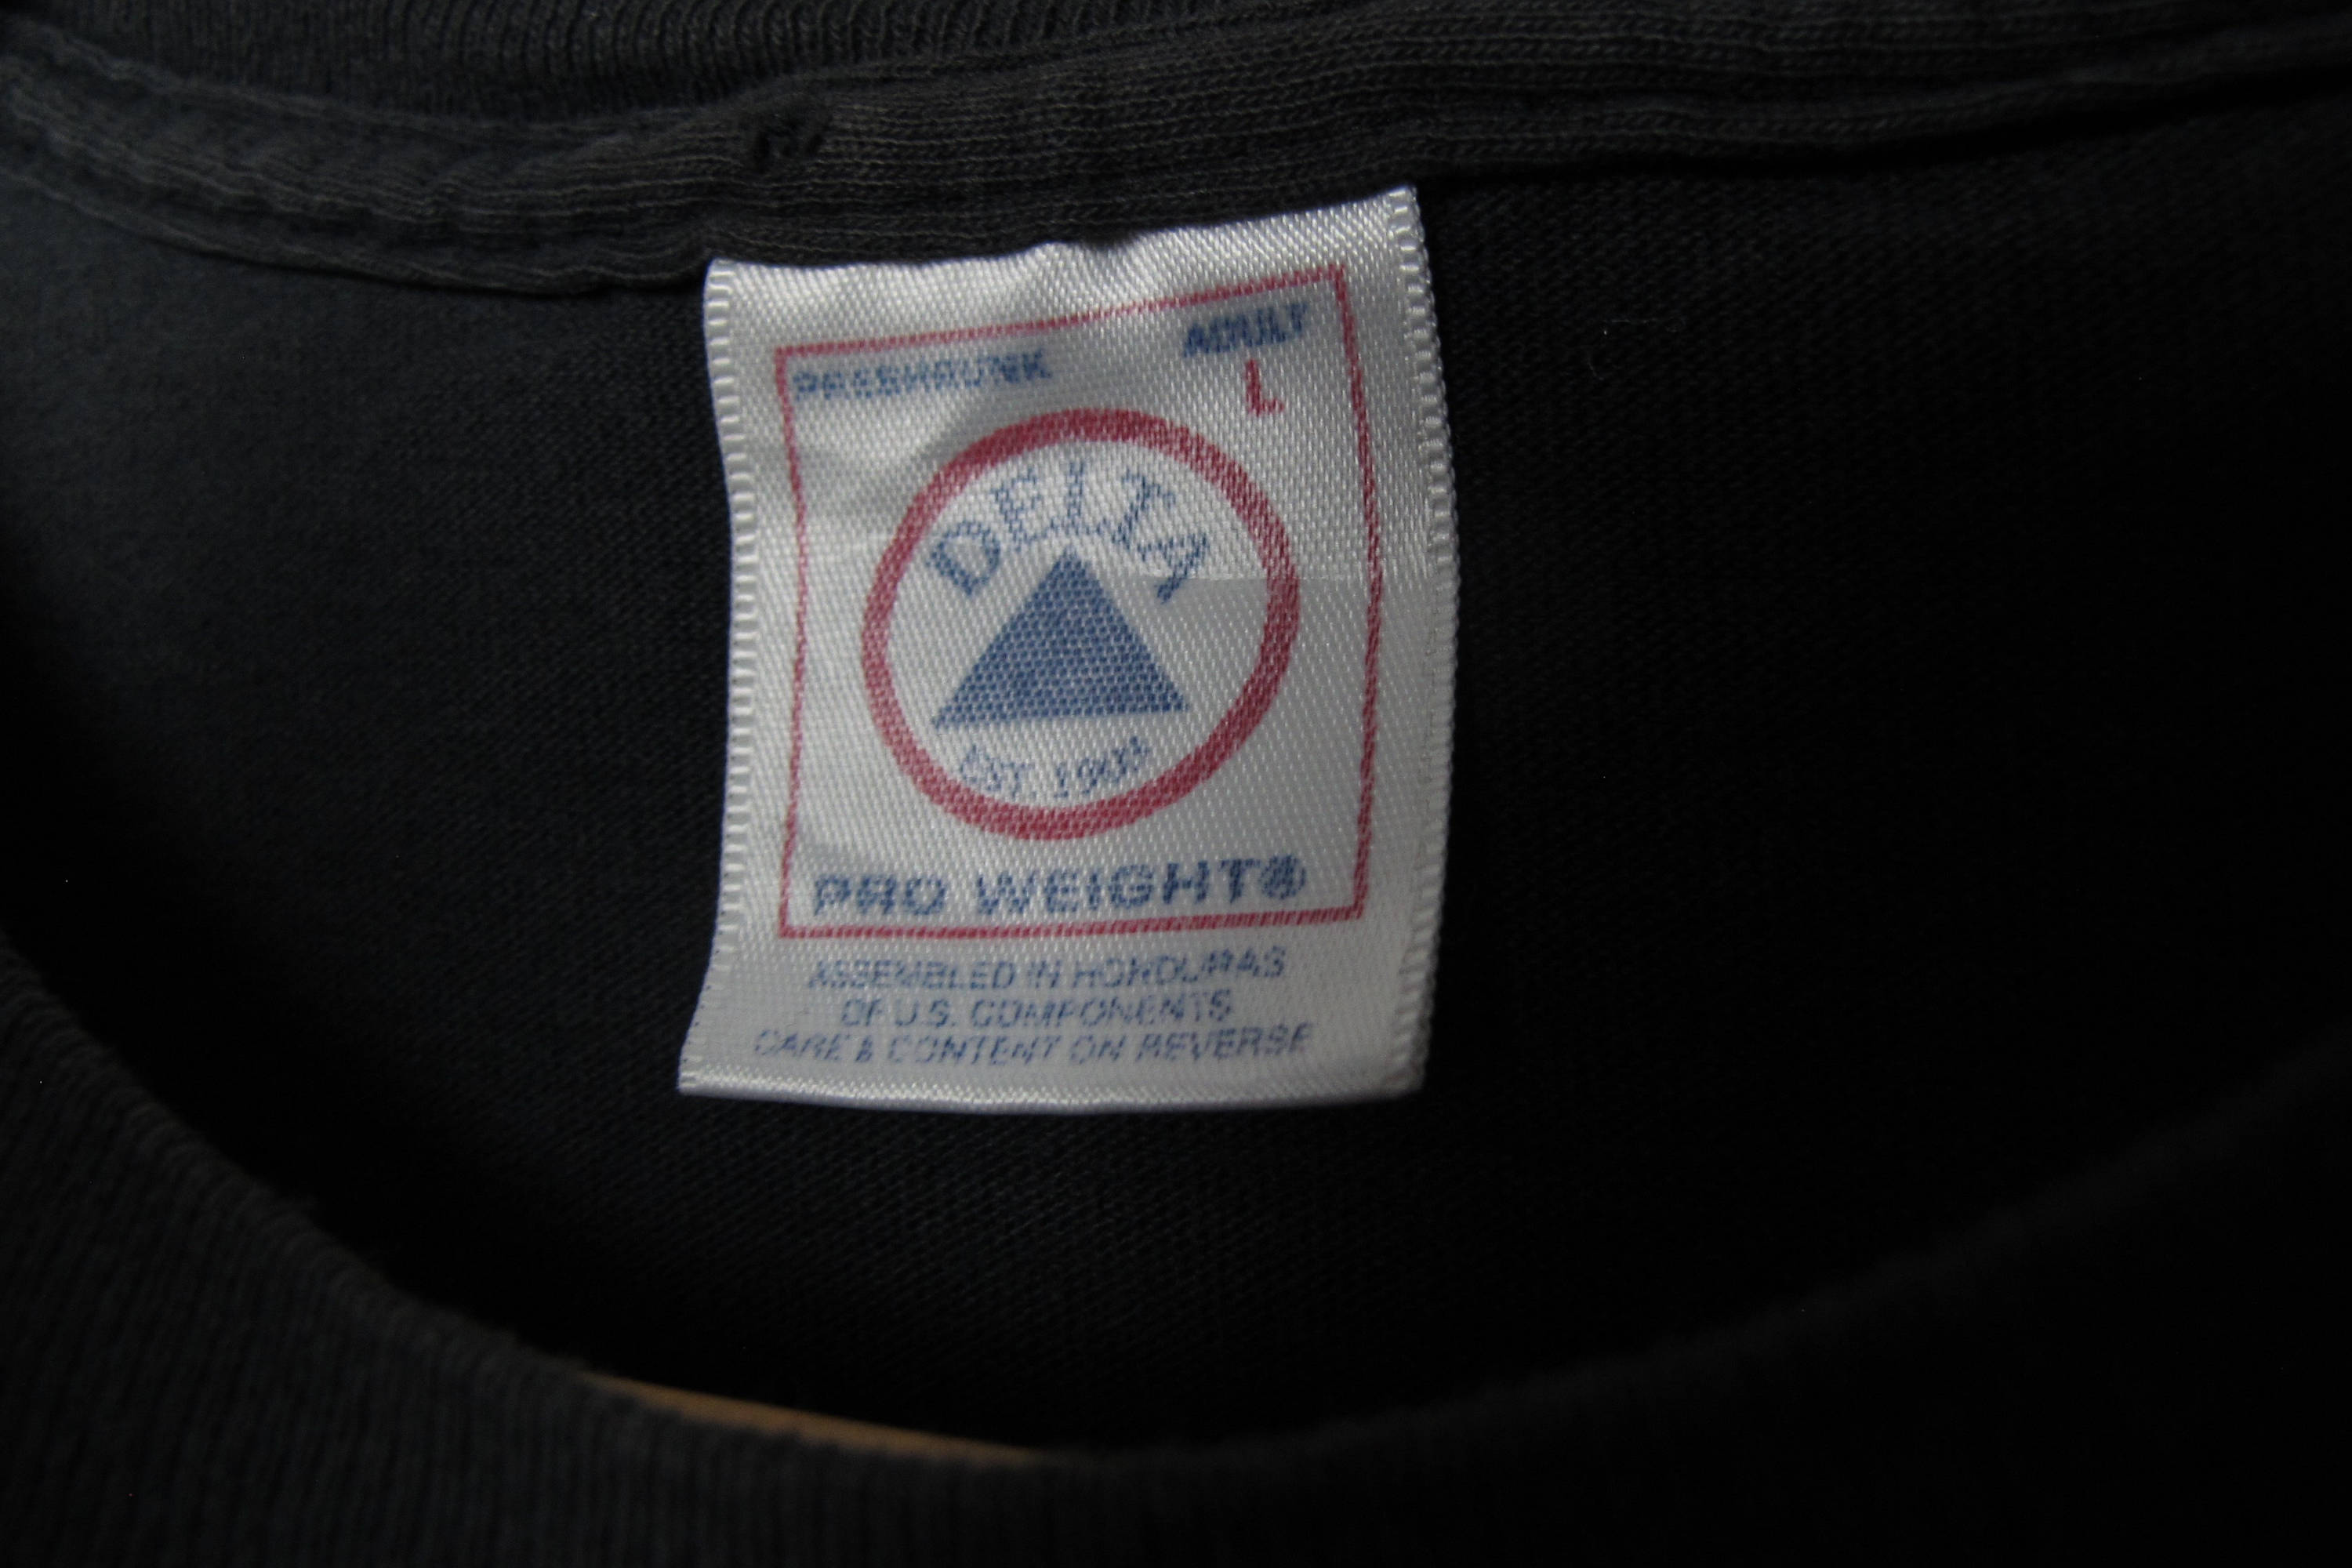 PRESHRUNK
ADULT
L
DELTA
EST. 1903
PRO WEIGHT®
ASSEMBLED IN HONDURAS
OF U.S. COMPONENTS
CARE & CONTENT ON REVERSE